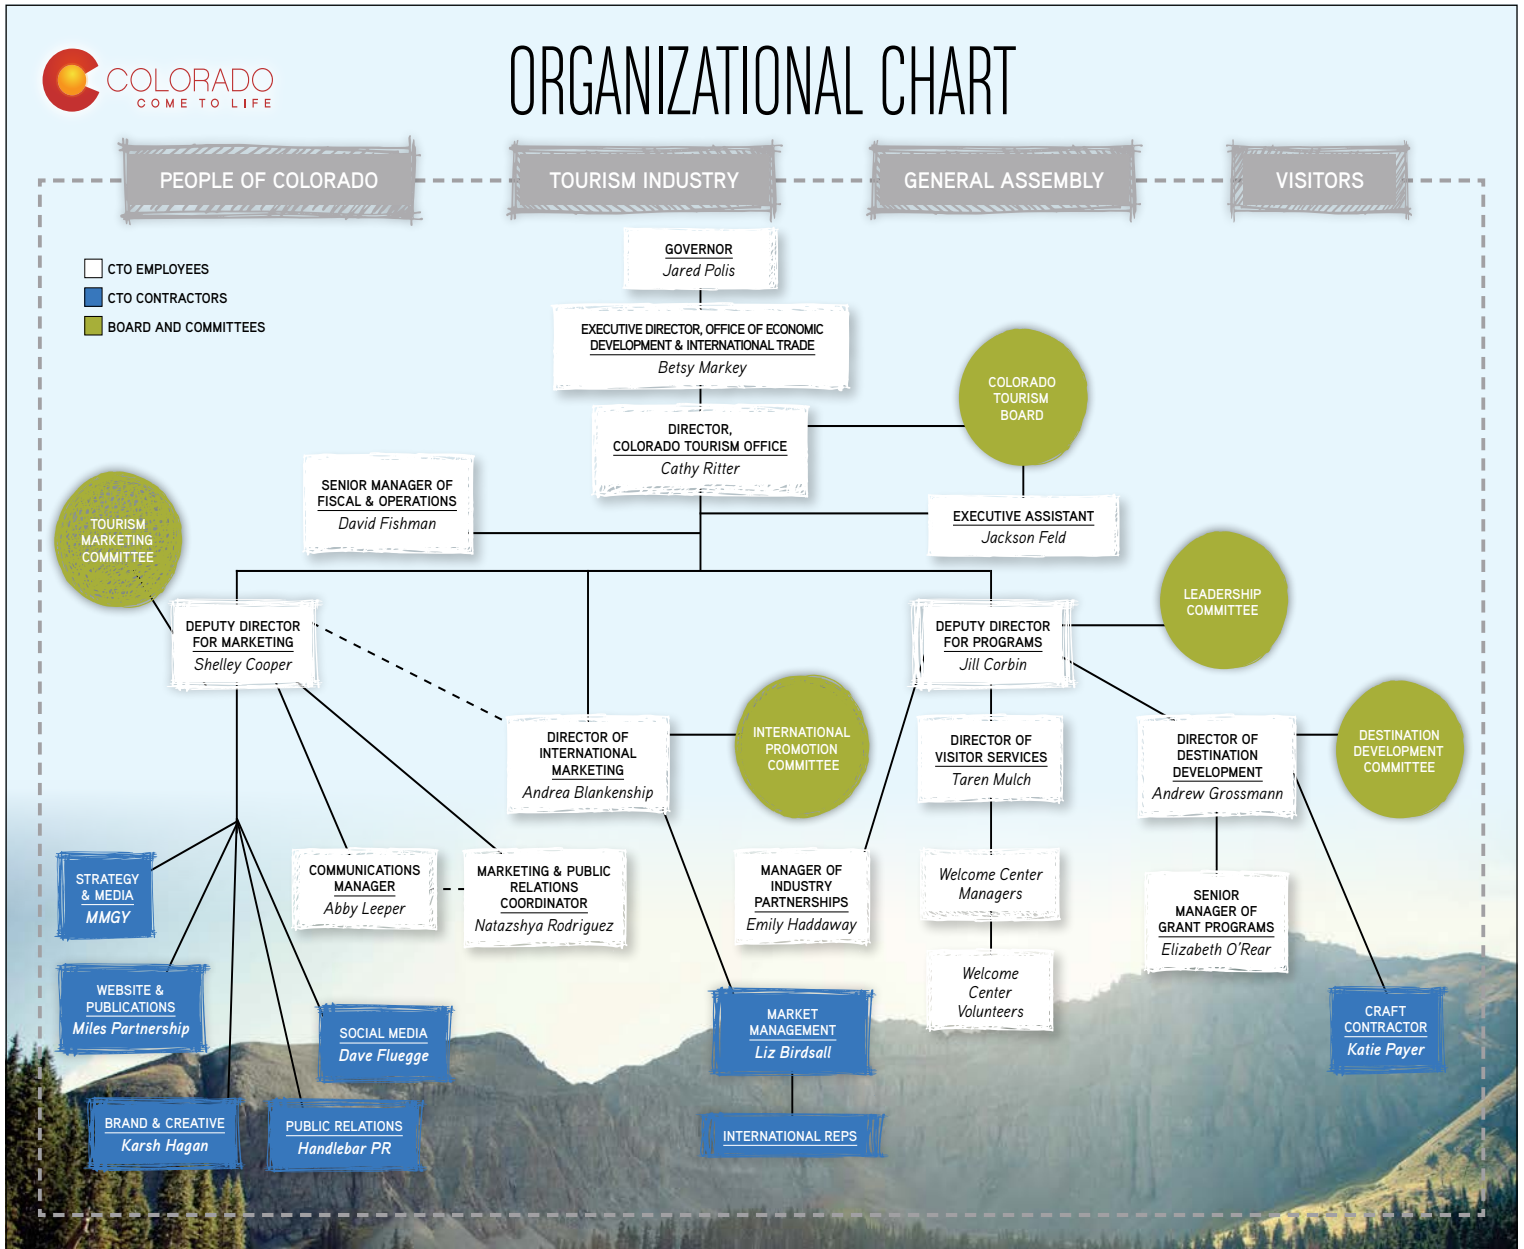 COLORADO
COME TO LIFE
ORGANIZATIONAL CHART
PEOPLE OF COLORADO
TOURISM INDUSTRY
GENERAL ASSEMBLY
VISITORS
CTO EMPLOYEES
CTO CONTRACTORS
BOARD AND COMMITTEES
GOVERNOR
Jared Polis
EXECUTIVE DIRECTOR, OFFICE OF ECONOMIC
DEVELOPMENT & INTERNATIONAL TRADE
Betsy Markey
DIRECTOR,
COLORADO TOURISM OFFICE
Cathy Ritter
COLORADO
TOURISM
BOARD
SENIOR MANAGER OF
FISCAL & OPERATIONS
David Fishman
EXECUTIVE ASSISTANT
Jackson Feld
TOURISM
MARKETING
COMMITTEE
LEADERSHIP
COMMITTEE
DEPUTY DIRECTOR
FOR MARKETING
Shelley Cooper
DEPUTY DIRECTOR
FOR PROGRAMS
Jill Corbin
DIRECTOR OF
INTERNATIONAL
MARKETING
Andrea Blankenship
INTERNATIONAL
PROMOTION
COMMITTEE
DIRECTOR OF
VISITOR SERVICES
Taren Mulch
DIRECTOR OF
DESTINATION
DEVELOPMENT
Andrew Grossmann
DESTINATION
DEVELOPMENT
COMMITTEE
STRATEGY
& MEDIA
MMGY
COMMUNICATIONS
MANAGER
Abby Leeper
MARKETING & PUBLIC
RELATIONS
COORDINATOR
Natazshya Rodriguez
MANAGER OF
INDUSTRY
PARTNERSHIPS
Emily Haddaway
Welcome Center
Managers
SENIOR
MANAGER OF
GRANT PROGRAMS
Elizabeth O'Rear
WEBSITE &
PUBLICATIONS
Miles Partnership
SOCIAL MEDIA
Dave Fluegge
MARKET
MANAGEMENT
Liz Birdsall
Welcome
Center
Volunteers
CRAFT
CONTRACTOR
Katie Payer
BRAND & CREATIVE
Karsh Hagan
PUBLIC RELATIONS
Handlebar PR
INTERNATIONAL REPS